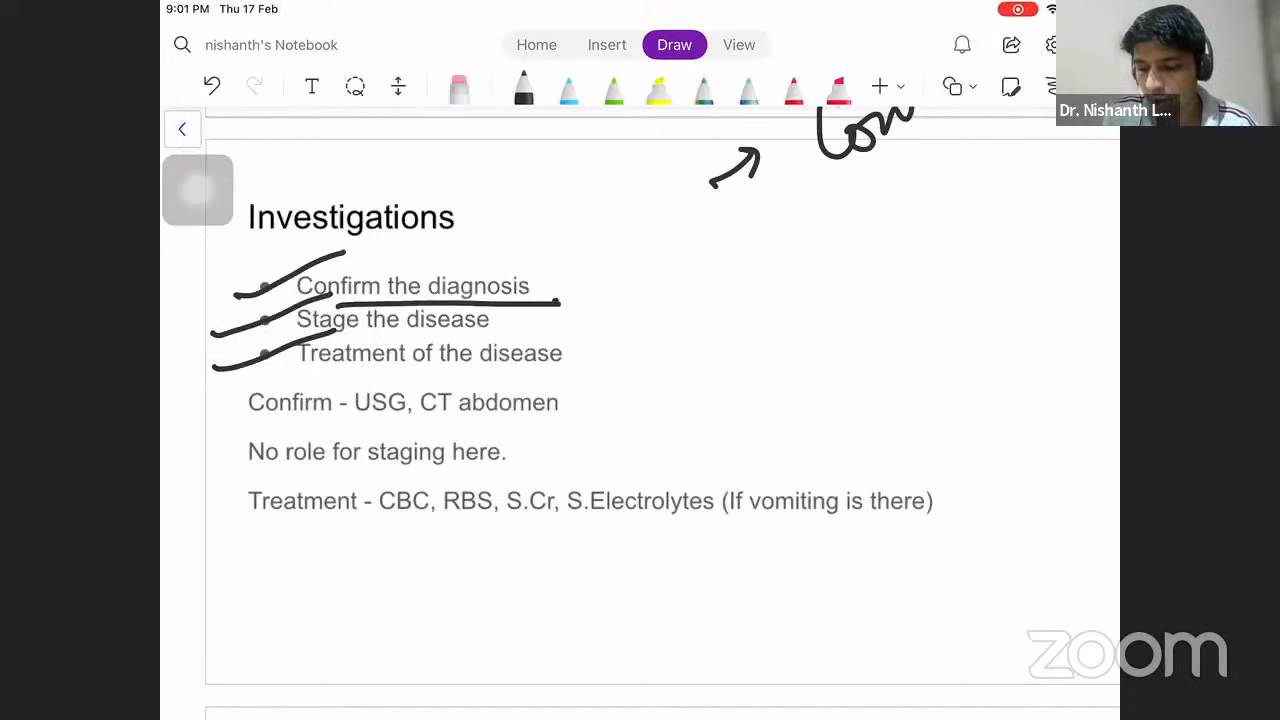 9:01 PM Thu 17 Feb
nishanth's Notebook
Home Insert Draw View
Dr. Nishanth L...
Investigations
Confirm the diagnosis
Stage the disease
Treatment of the disease
Confirm - USG, CT abdomen
No role for staging here.
Treatment - CBC, RBS, S.Cr, S.Electrolytes (If vomiting is there)
zoom